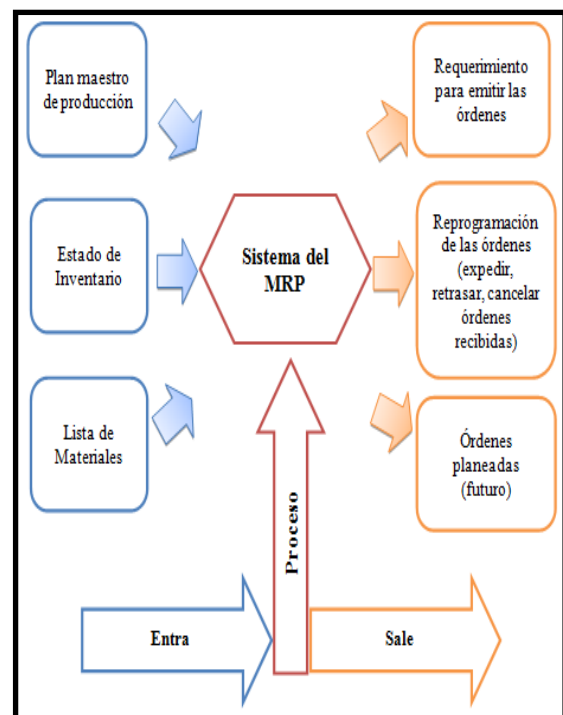 Plan maestro
de producción
Estado de
Inventario
Lista de
Materiales
Sistema del
MRP
Requerimiento
para emitir las
órdenes
Reprogramación
de las órdenes
(expedir,
retrasar, cancelar
órdenes
recibidas)
Órdenes
planeadas
(futuro)
Proceso
Entra
Sale